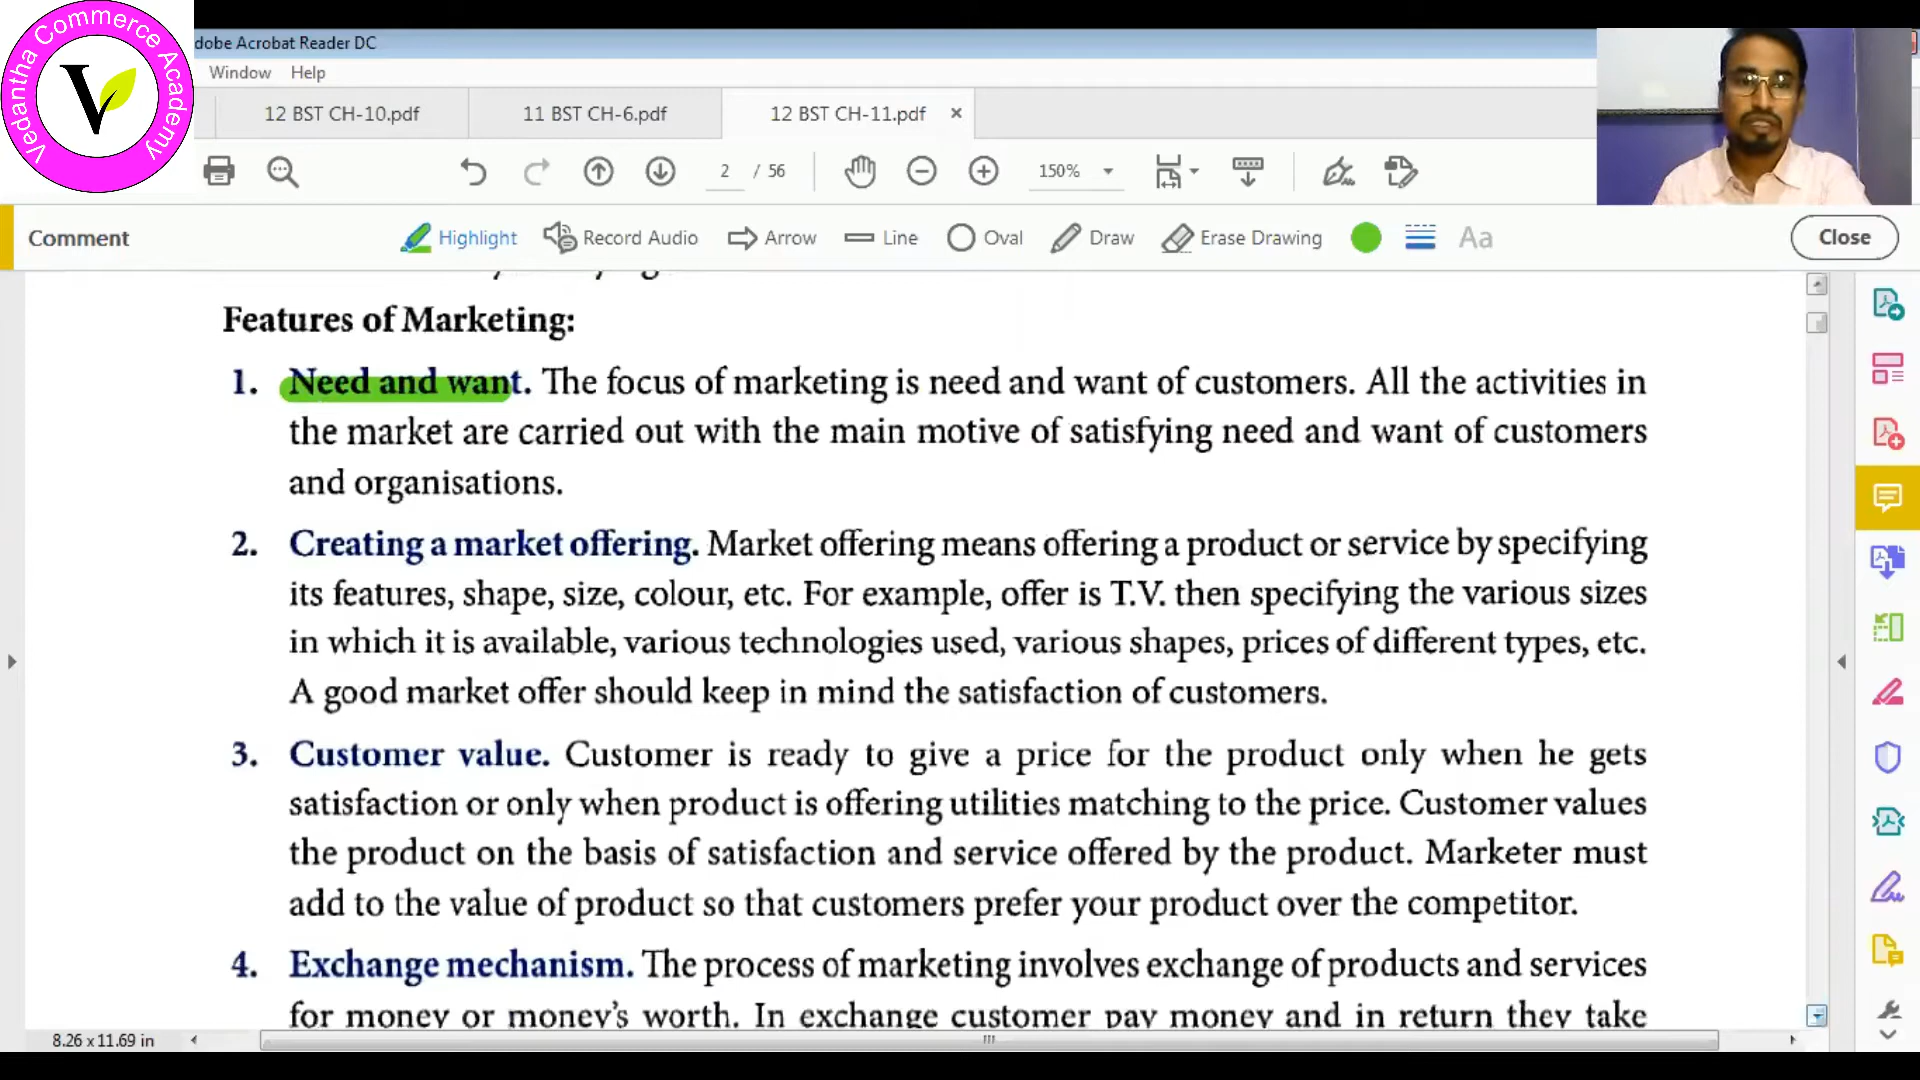 Vedantha Commerce Academy
dobe Acrobat Reader DC
Window Help
12 BST CH-10.pdf 11 BST CH-6.pdf 12 BST CH-11.pdf
2 / 56 150%
Comment Highlight Record Audio Arrow Line Oval Draw Erase Drawing Aa Close
Features of Marketing:
1. Need and want. The focus of marketing is need and want of customers. All the activities in
the market are carried out with the main motive of satisfying need and want of customers
and organisations.
2. Creating a market offering. Market offering means offering a product or service by specifying
its features, shape, size, colour, etc. For example, offer is T.V. then specifying the various sizes
in which it is available, various technologies used, various shapes, prices of different types, etc.
A good market offer should keep in mind the satisfaction of customers.
3. Customer value. Customer is ready to give a price for the product only when he gets
satisfaction or only when product is offering utilities matching to the price. Customer values
the product on the basis of satisfaction and service offered by the product. Marketer must
add to the value of product so that customers prefer your product over the competitor.
4. Exchange mechanism. The process of marketing involves exchange of products and services
for money or money's worth. In exchange customer pay money and in return they take
8.26 x 11.69 in